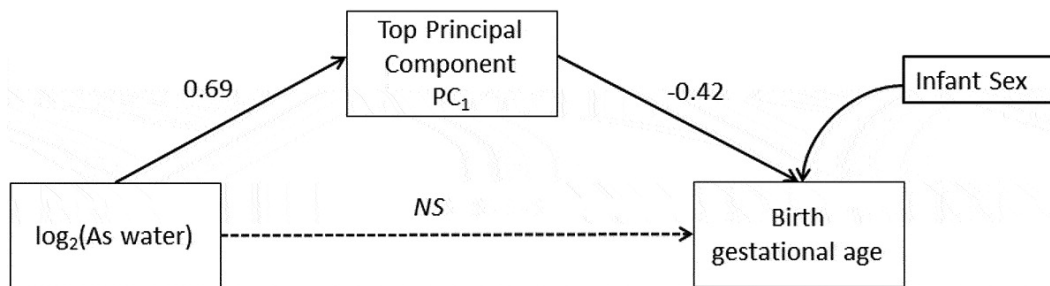 Top Principal
Component
PC₁
0.69
-0.42
Infant Sex
log₂(As water)
NS
Birth
gestational age